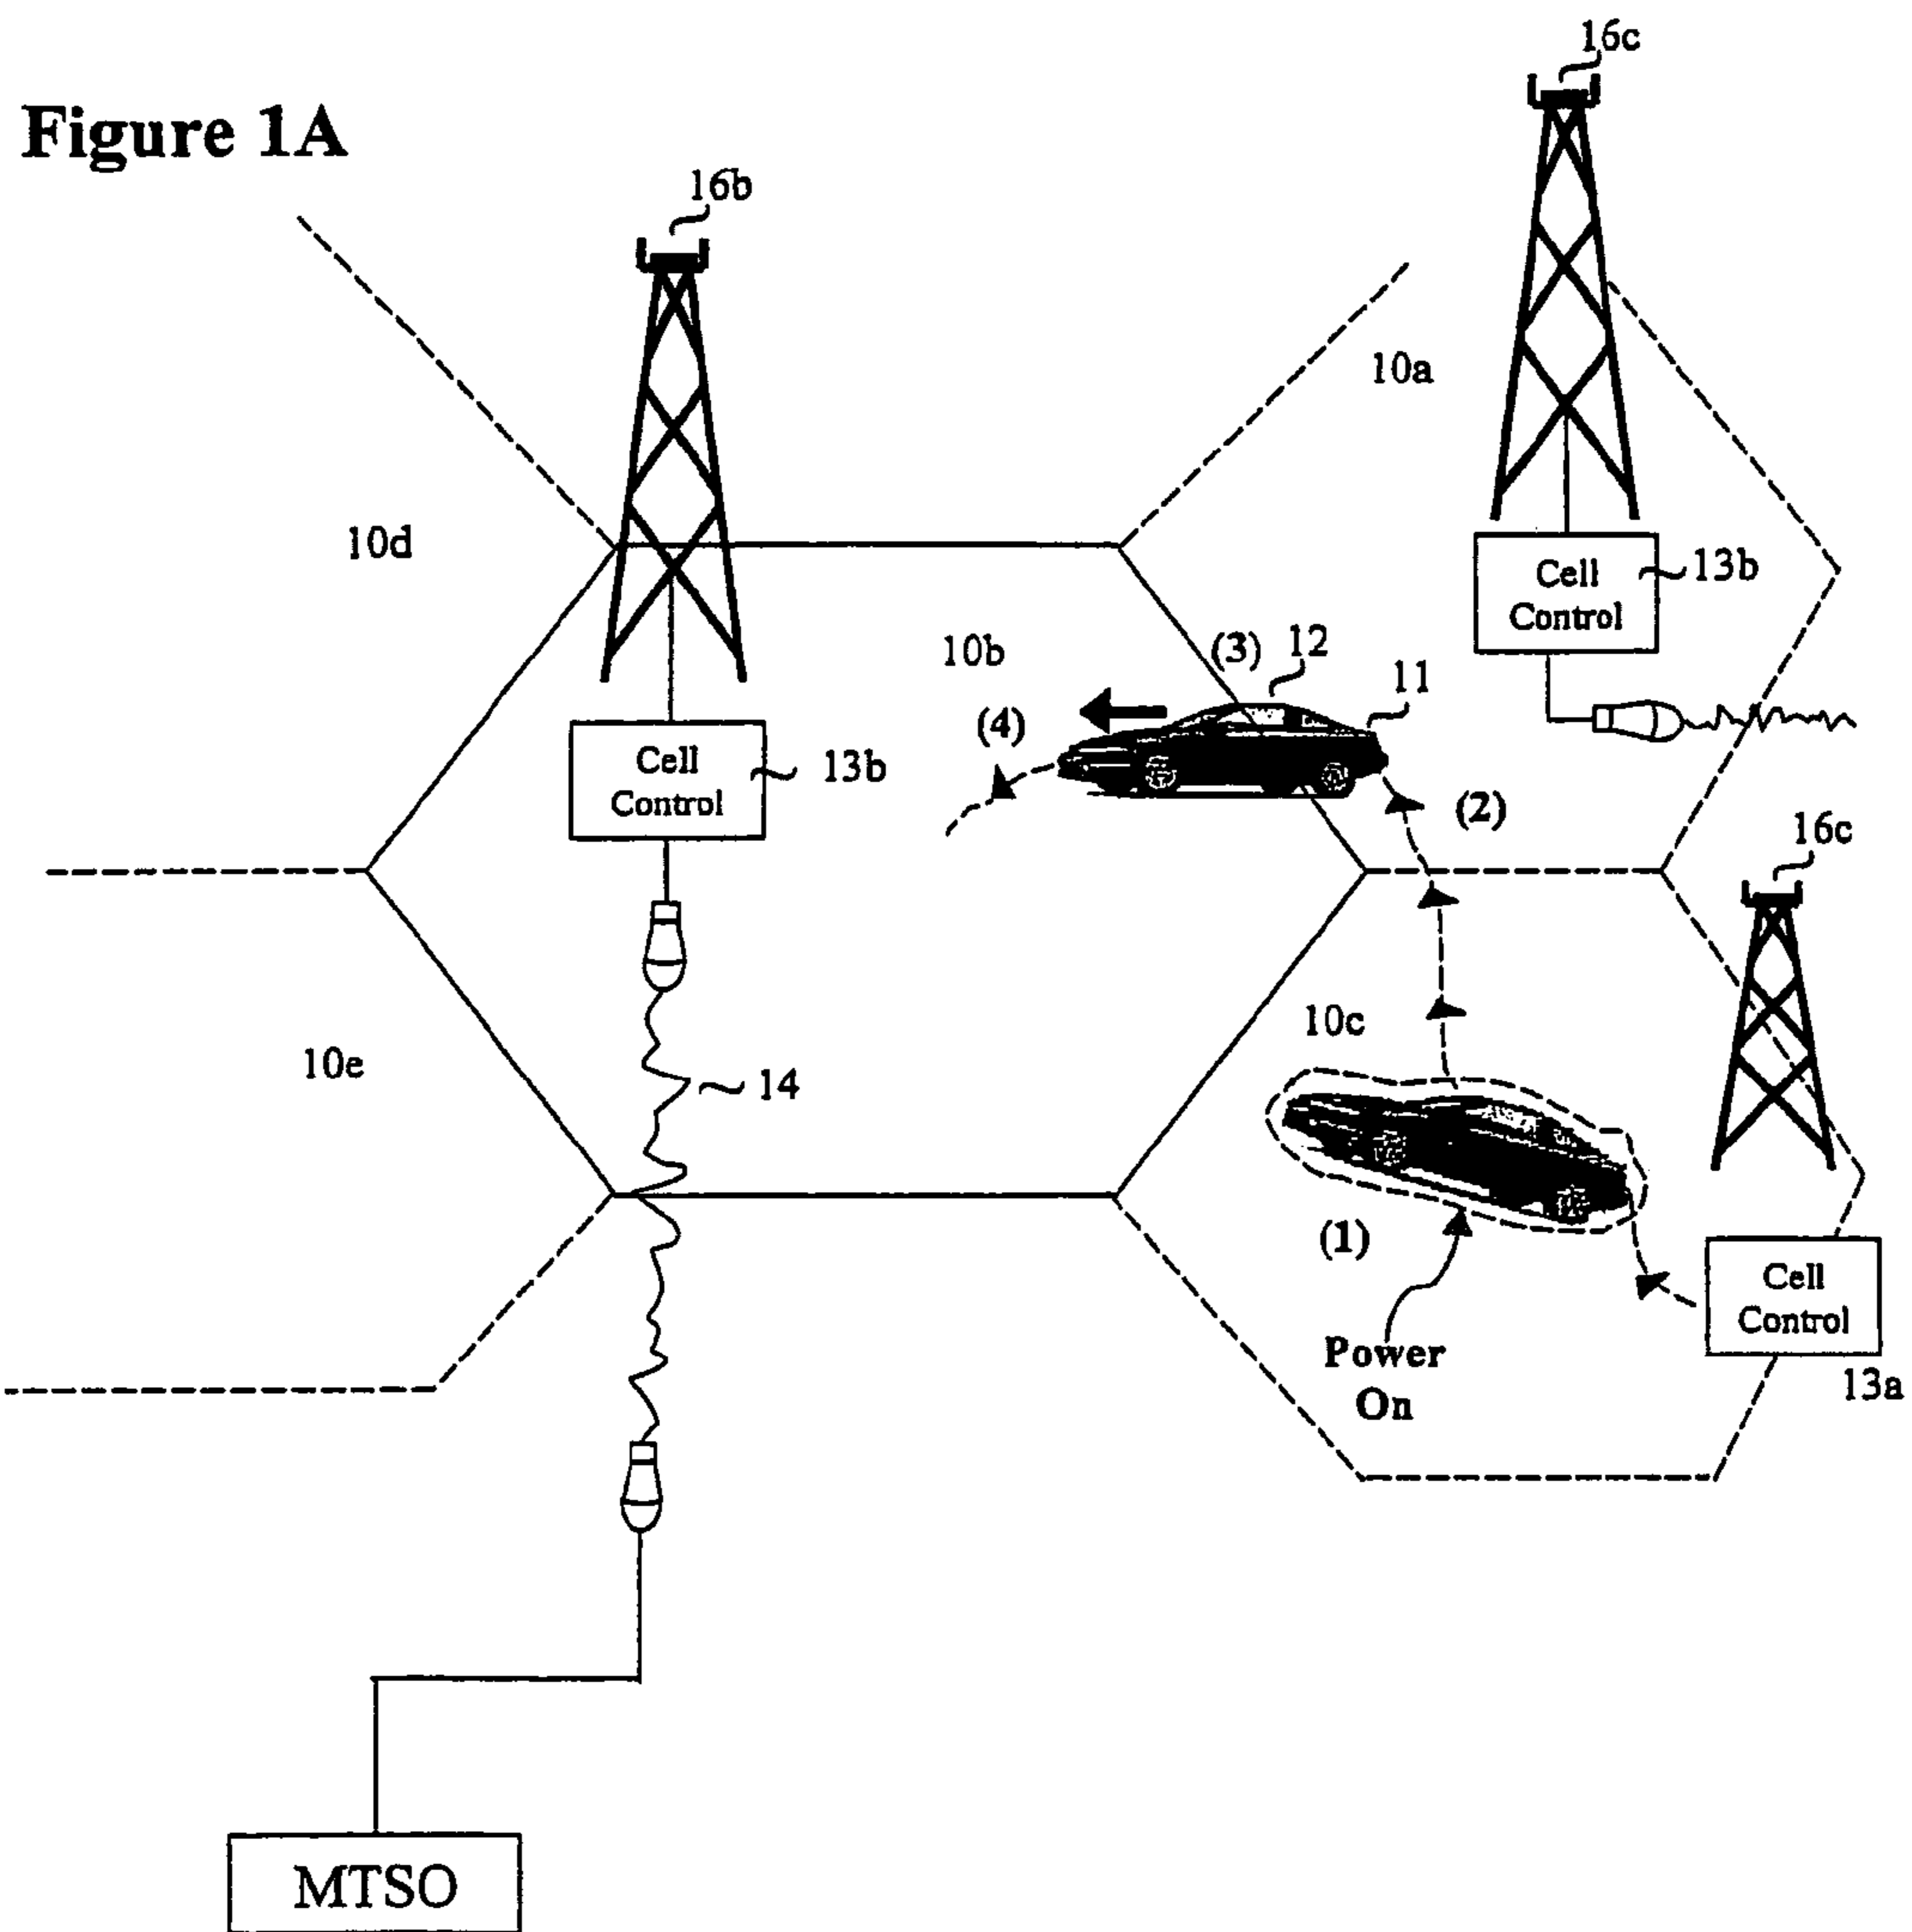 16c
Figure 1A
16b
10a
10d
Cell
Control
13b
10b
(3)
12
11
(4)
Cell
Control
13b
(2)
16c
10c
10e
14
(1)
Cell
Control
Power
On
13a
MTSO